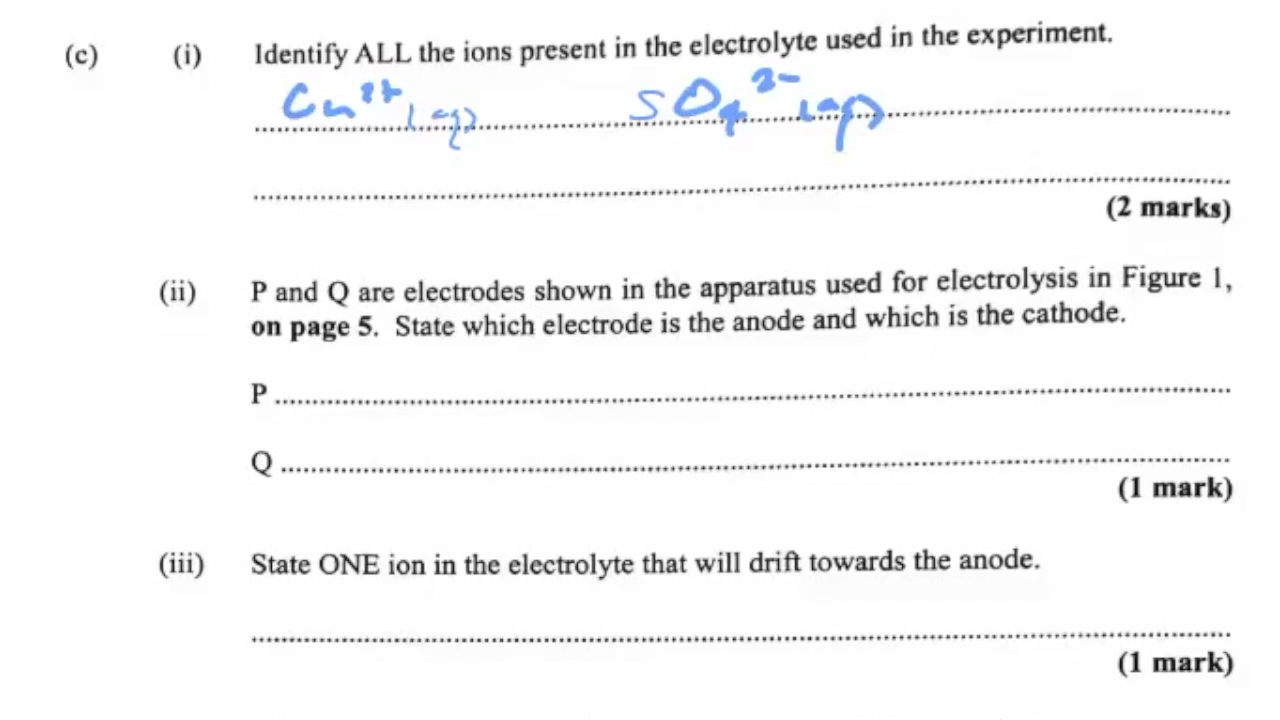 (c) (i) Identify ALL the ions present in the electrolyte used in the experiment.
Cu²⁺(aq) SO₄²⁻(aq)
(2 marks)
(ii) P and Q are electrodes shown in the apparatus used for electrolysis in Figure 1,
on page 5. State which electrode is the anode and which is the cathode.
P
Q
(1 mark)
(iii) State ONE ion in the electrolyte that will drift towards the anode.
(1 mark)